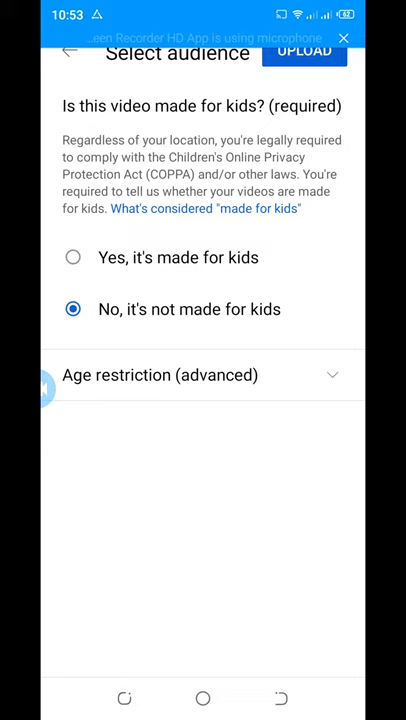 10:53
62
...een Recorder HD App is using microphone
Select audience
UPLOAD
Is this video made for kids? (required)
Regardless of your location, you're legally required
to comply with the Children's Online Privacy
Protection Act (COPPA) and/or other laws. You're
required to tell us whether your videos are made
for kids. What's considered "made for kids"
Yes, it's made for kids
No, it's not made for kids
Age restriction (advanced)